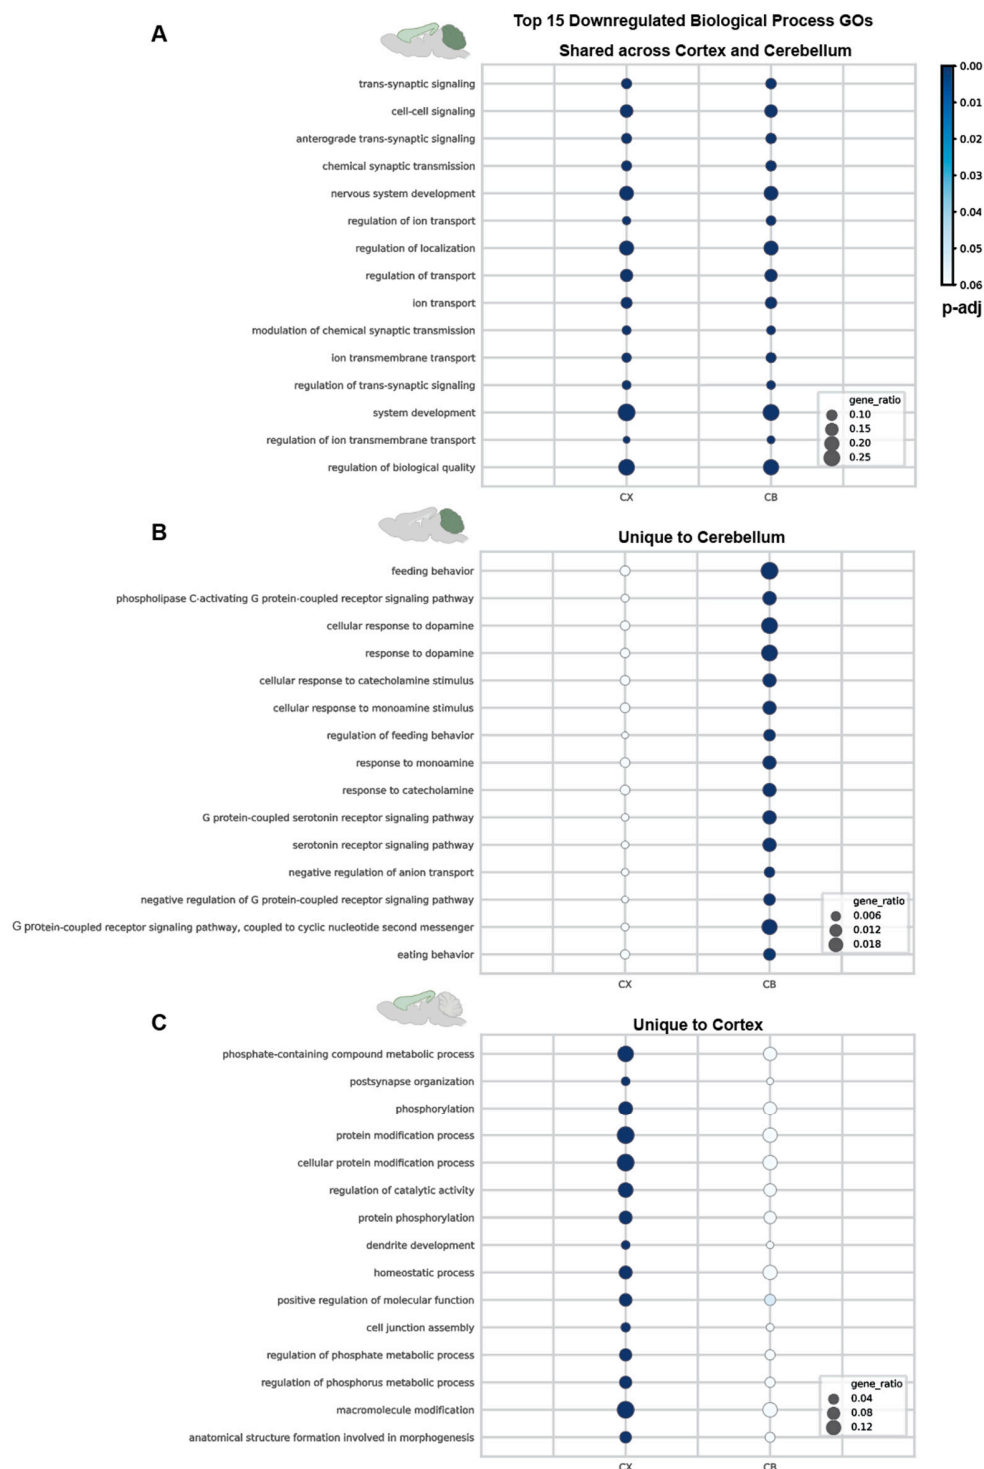 A
Top 15 Downregulated Biological Process GOs
Shared across Cortex and Cerebellum
trans-synaptic signaling
cell-cell signaling
anterograde trans-synaptic signaling
chemical synaptic transmission
nervous system development
regulation of ion transport
regulation of localization
regulation of transport
ion transport
modulation of chemical synaptic transmission
ion transmembrane transport
regulation of trans-synaptic signaling
system development
regulation of ion transmembrane transport
regulation of biological quality
gene_ratio
0.10
0.15
0.20
0.25
CX CB
0.00
0.01
0.02
0.03
0.04
0.05
0.06
p-adj
B
Unique to Cerebellum
feeding behavior
phospholipase C-activating G protein-coupled receptor signaling pathway
cellular response to dopamine
response to dopamine
cellular response to catecholamine stimulus
cellular response to monoamine stimulus
regulation of feeding behavior
response to monoamine
response to catecholamine
G protein-coupled serotonin receptor signaling pathway
serotonin receptor signaling pathway
negative regulation of anion transport
negative regulation of G protein-coupled receptor signaling pathway
G protein-coupled receptor signaling pathway, coupled to cyclic nucleotide second messenger
eating behavior
gene_ratio
0.006
0.012
0.018
CX CB
C
Unique to Cortex
phosphate-containing compound metabolic process
postsynapse organization
phosphorylation
protein modification process
cellular protein modification process
regulation of catalytic activity
protein phosphorylation
dendrite development
homeostatic process
positive regulation of molecular function
cell junction assembly
regulation of phosphate metabolic process
regulation of phosphorus metabolic process
macromolecule modification
anatomical structure formation involved in morphogenesis
gene_ratio
0.04
0.08
0.12
CX CB